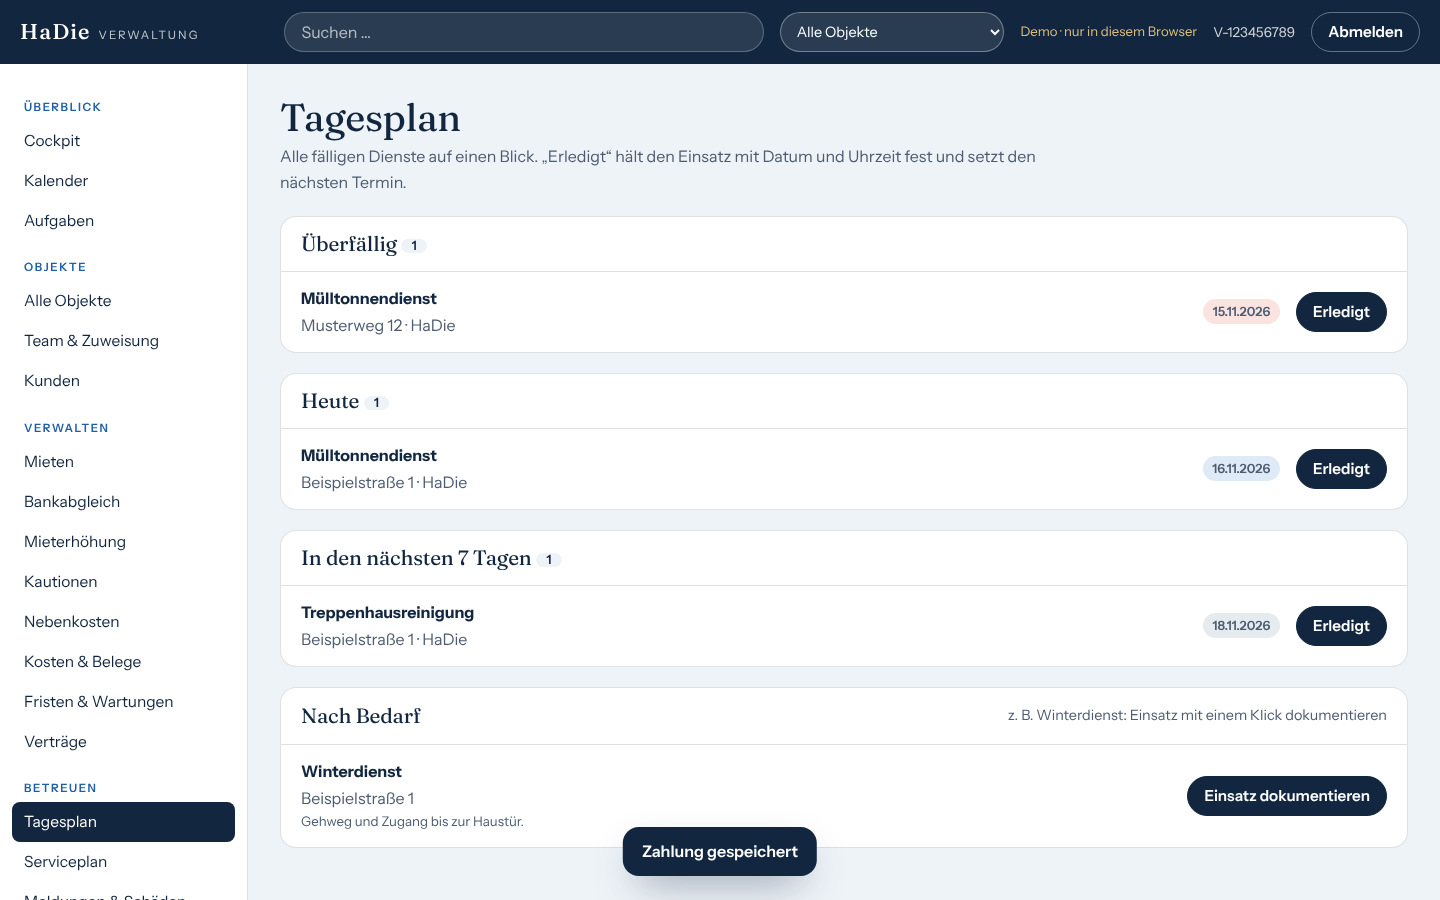 HaDie VERWALTUNG
Suchen ...
Alle Objekte
Demo · nur in diesem Browser
V-123456789
Abmelden
ÜBERBLICK
Cockpit
Kalender
Aufgaben
OBJEKTE
Alle Objekte
Team & Zuweisung
Kunden
VERWALTEN
Mieten
Bankabgleich
Mieterhöhung
Kautionen
Nebenkosten
Kosten & Belege
Fristen & Wartungen
Verträge
BETREUEN
Tagesplan
Serviceplan
Meldungen & Schäden
Tagesplan
Alle fälligen Dienste auf einen Blick. „Erledigt“ hält den Einsatz mit Datum und Uhrzeit fest und setzt den
nächsten Termin.
Überfällig 1
Mülltonnendienst
Musterweg 12 · HaDie
15.11.2026
Erledigt
Heute 1
Mülltonnendienst
Beispielstraße 1 · HaDie
16.11.2026
Erledigt
In den nächsten 7 Tagen 1
Treppenhausreinigung
Beispielstraße 1 · HaDie
18.11.2026
Erledigt
Nach Bedarf
z. B. Winterdienst: Einsatz mit einem Klick dokumentieren
Winterdienst
Beispielstraße 1
Gehweg und Zugang bis zur Haustür.
Einsatz dokumentieren
Zahlung gespeichert